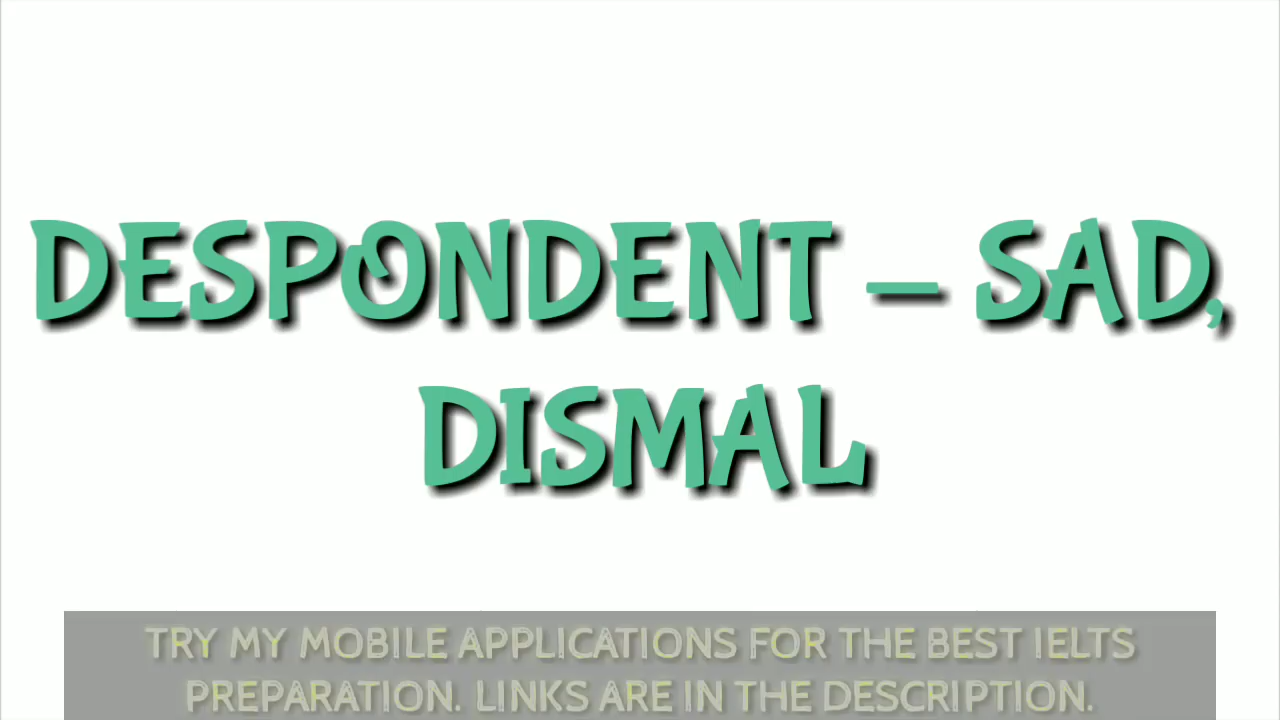 DESPONDENT – SAD,
DISMAL
TRY MY MOBILE APPLICATIONS FOR THE BEST IELTS
PREPARATION. LINKS ARE IN THE DESCRIPTION.